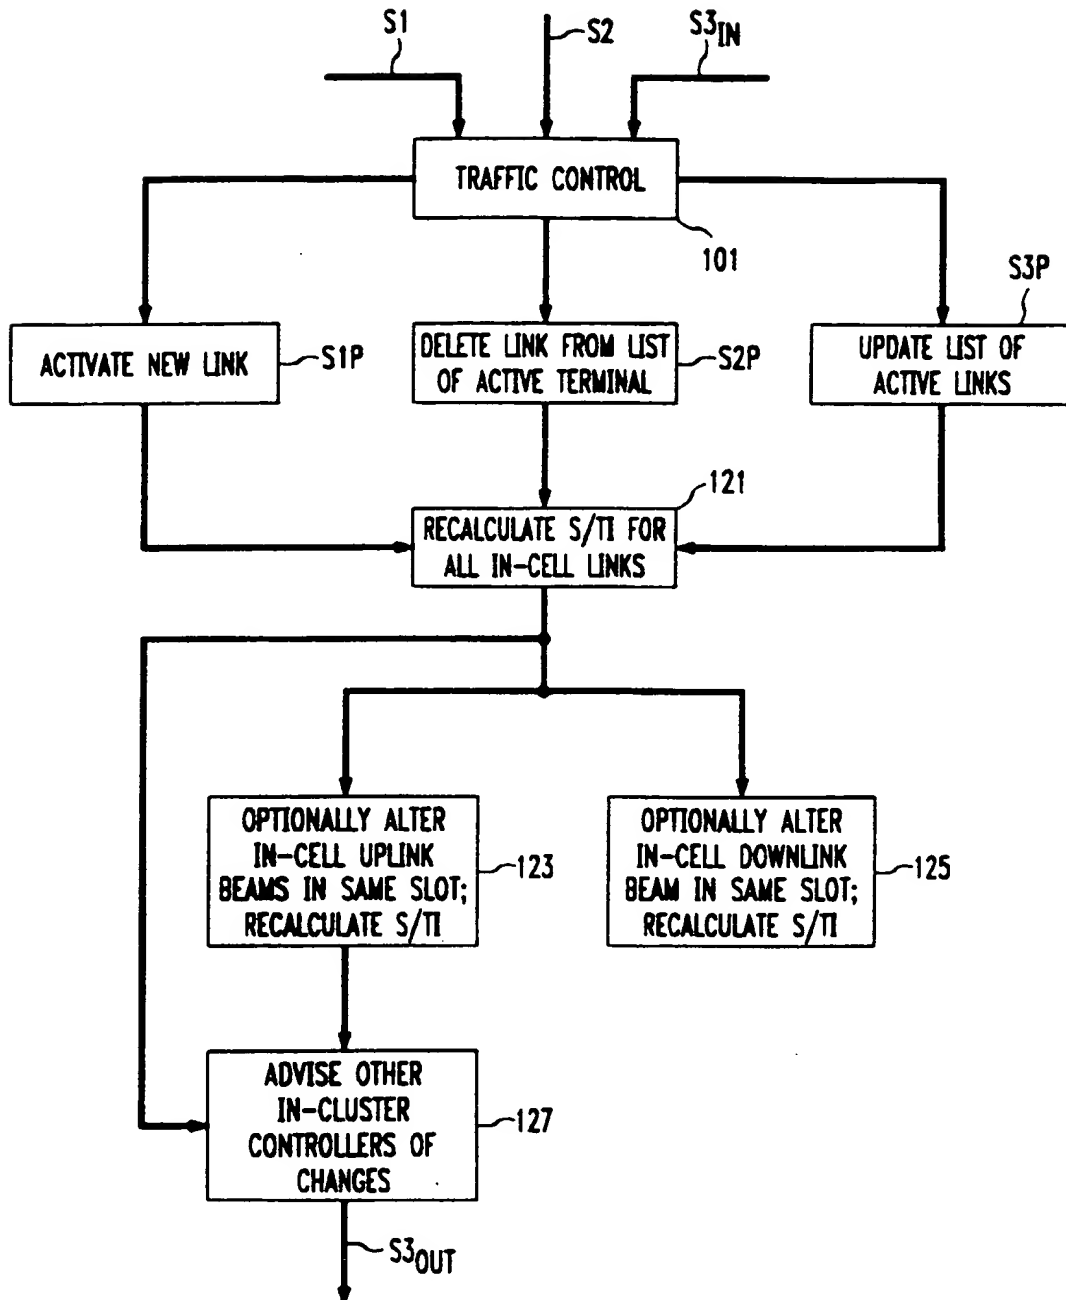 S1
S2
S3IN
TRAFFIC CONTROL
101
S3P
ACTIVATE NEW LINK
S1P
DELETE LINK FROM LIST
OF ACTIVE TERMINAL
S2P
UPDATE LIST OF
ACTIVE LINKS
121
RECALCULATE S/TI FOR
ALL IN-CELL LINKS
OPTIONALLY ALTER
IN-CELL UPLINK
BEAMS IN SAME SLOT;
RECALCULATE S/TI
123
OPTIONALLY ALTER
IN-CELL DOWNLINK
BEAM IN SAME SLOT;
RECALCULATE S/TI
125
ADVISE OTHER
IN-CLUSTER
CONTROLLERS OF
CHANGES
127
S3OUT